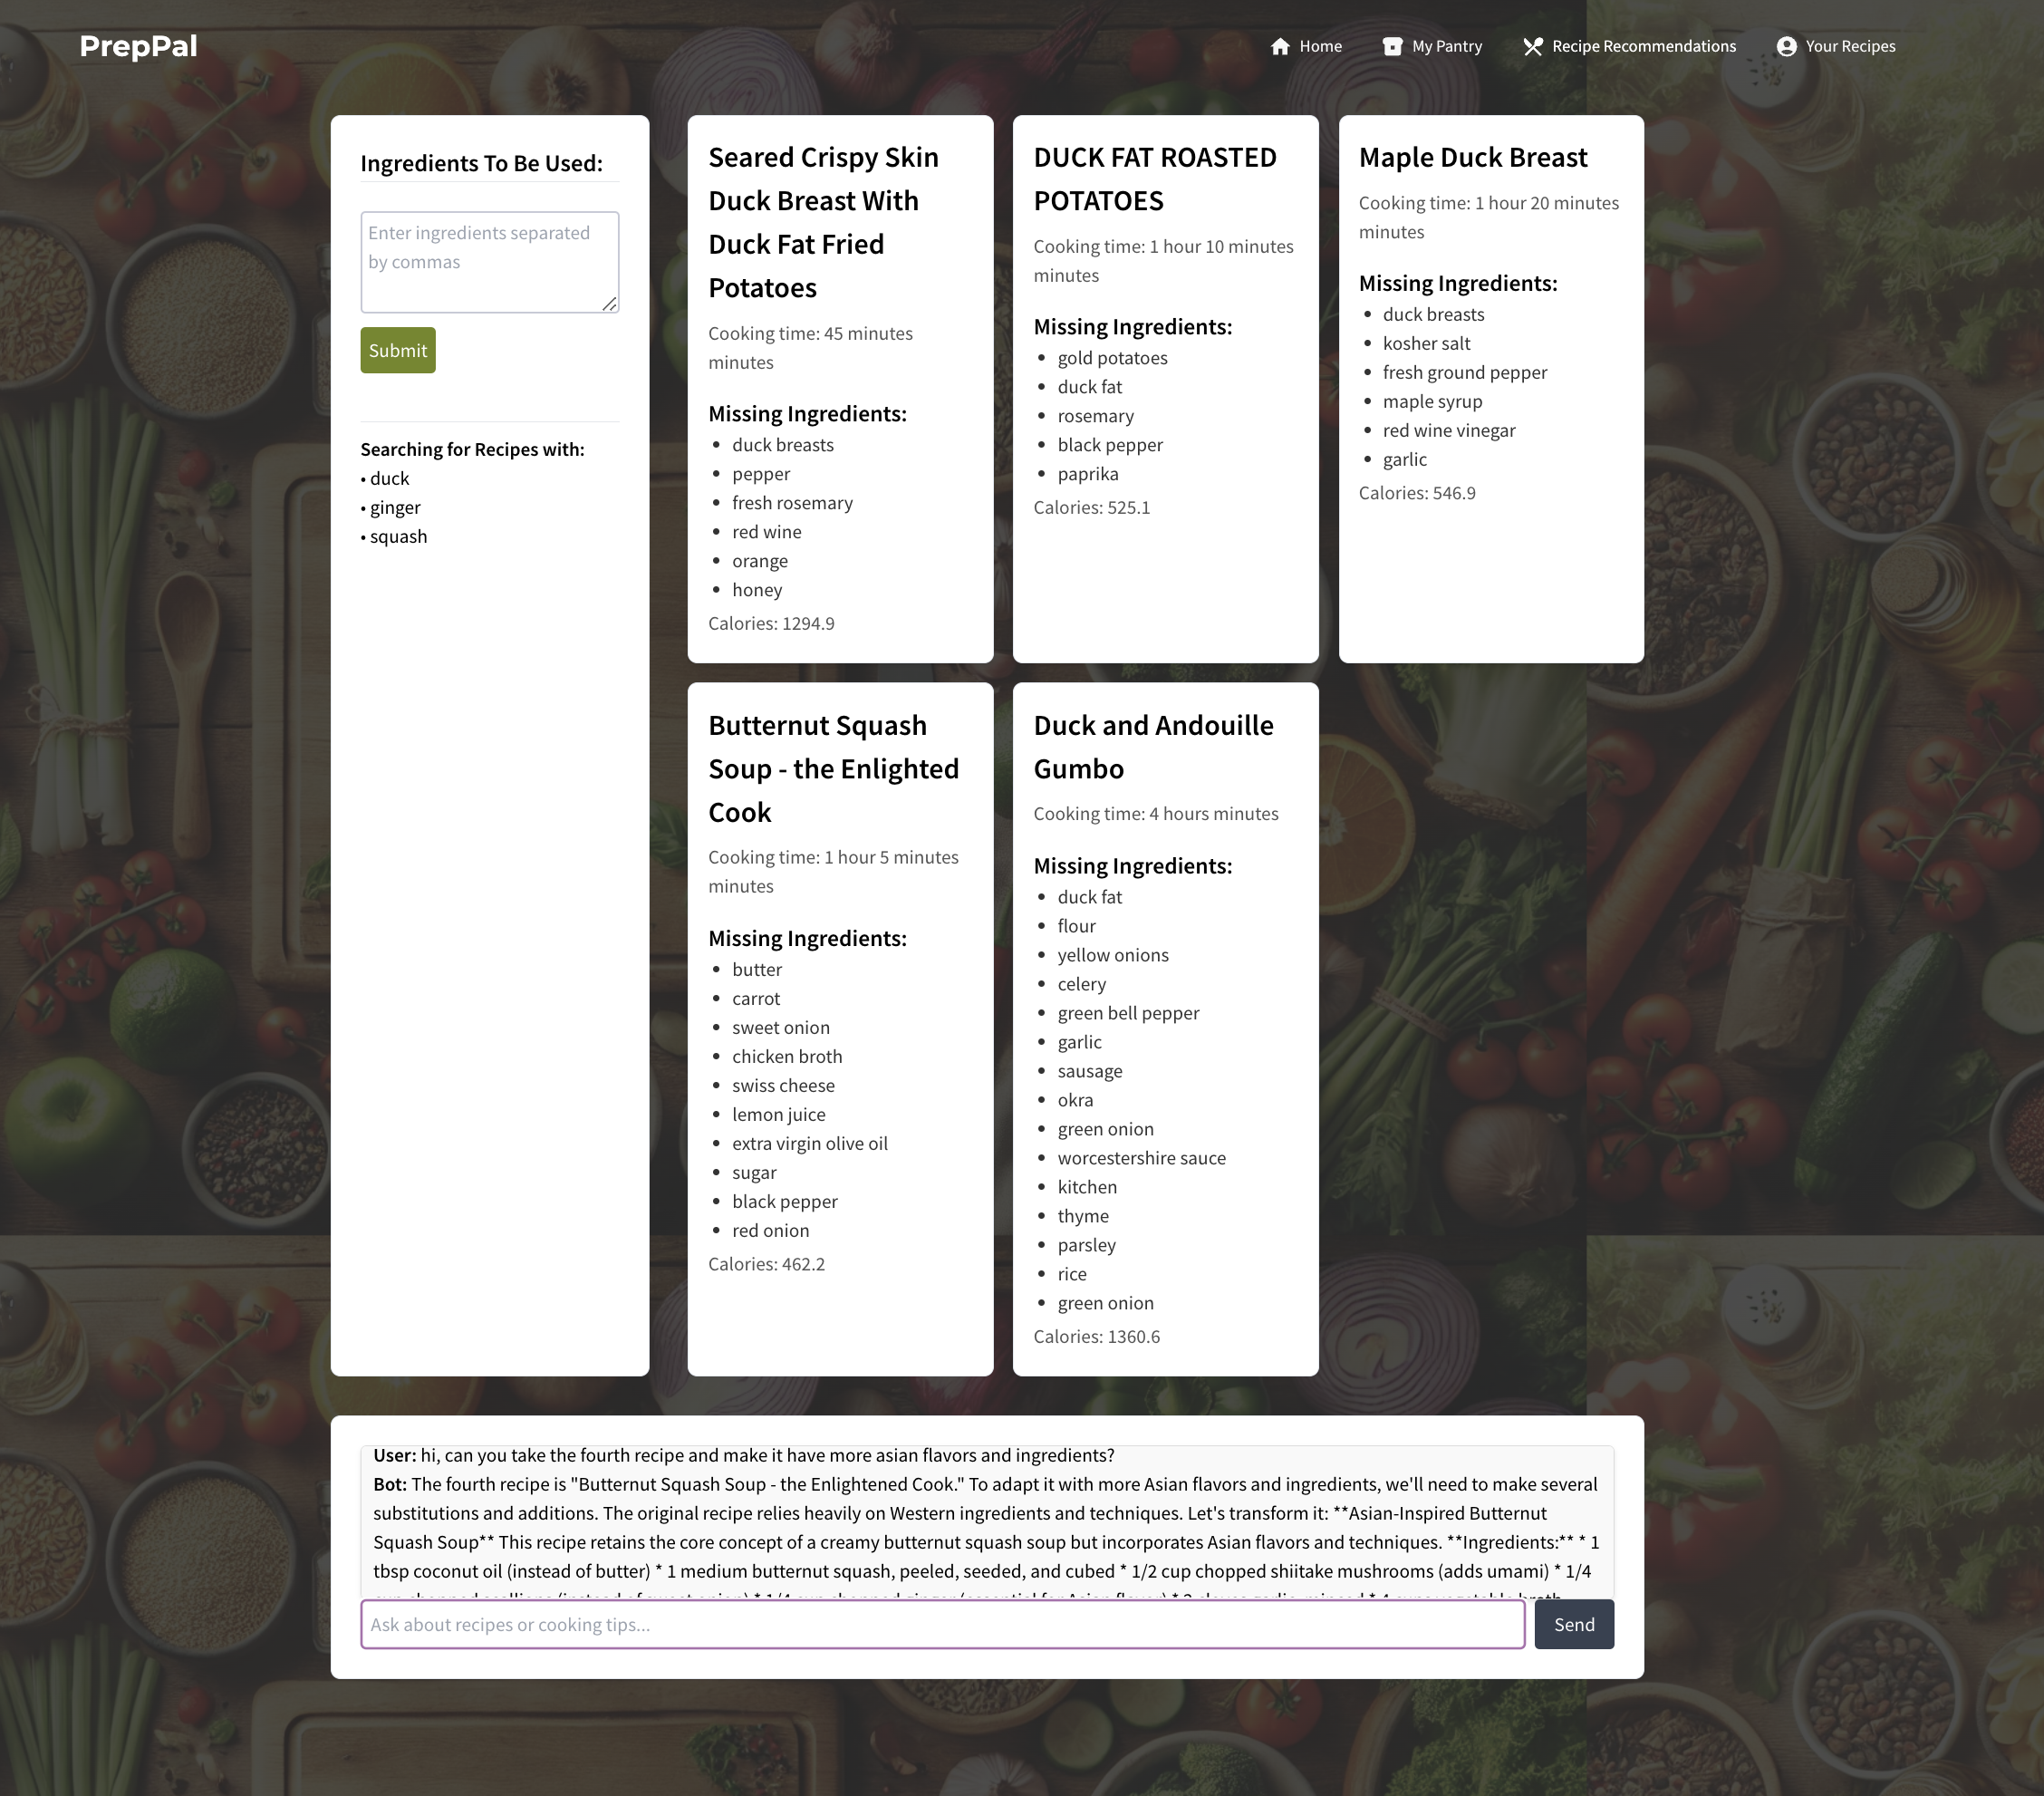 PrepPal
Home
My Pantry
Recipe Recommendations
Your Recipes
Ingredients To Be Used:
Enter ingredients separated
by commas
Submit
Searching for Recipes with:
• duck
• ginger
• squash
Seared Crispy Skin
Duck Breast With
Duck Fat Fried
Potatoes
Cooking time: 45 minutes
minutes
Missing Ingredients:
• duck breasts
• pepper
• fresh rosemary
• red wine
• orange
• honey
Calories: 1294.9
DUCK FAT ROASTED
POTATOES
Cooking time: 1 hour 10 minutes
minutes
Missing Ingredients:
• gold potatoes
• duck fat
• rosemary
• black pepper
• paprika
Calories: 525.1
Maple Duck Breast
Cooking time: 1 hour 20 minutes
minutes
Missing Ingredients:
• duck breasts
• kosher salt
• fresh ground pepper
• maple syrup
• red wine vinegar
• garlic
Calories: 546.9
Butternut Squash
Soup - the Enlighted
Cook
Cooking time: 1 hour 5 minutes
minutes
Missing Ingredients:
• butter
• carrot
• sweet onion
• chicken broth
• swiss cheese
• lemon juice
• extra virgin olive oil
• sugar
• black pepper
• red onion
Calories: 462.2
Duck and Andouille
Gumbo
Cooking time: 4 hours minutes
Missing Ingredients:
• duck fat
• flour
• yellow onions
• celery
• green bell pepper
• garlic
• sausage
• okra
• green onion
• worcestershire sauce
• kitchen
• thyme
• parsley
• rice
• green onion
Calories: 1360.6
User: hi, can you take the fourth recipe and make it have more asian flavors and ingredients?
Bot: The fourth recipe is "Butternut Squash Soup - the Enlightened Cook." To adapt it with more Asian flavors and ingredients, we'll need to make several
substitutions and additions. The original recipe relies heavily on Western ingredients and techniques. Let's transform it: **Asian-Inspired Butternut
Squash Soup** This recipe retains the core concept of a creamy butternut squash soup but incorporates Asian flavors and techniques. **Ingredients:** * 1
tbsp coconut oil (instead of butter) * 1 medium butternut squash, peeled, seeded, and cubed * 1/2 cup chopped shiitake mushrooms (adds umami) * 1/4
Ask about recipes or cooking tips...
Send